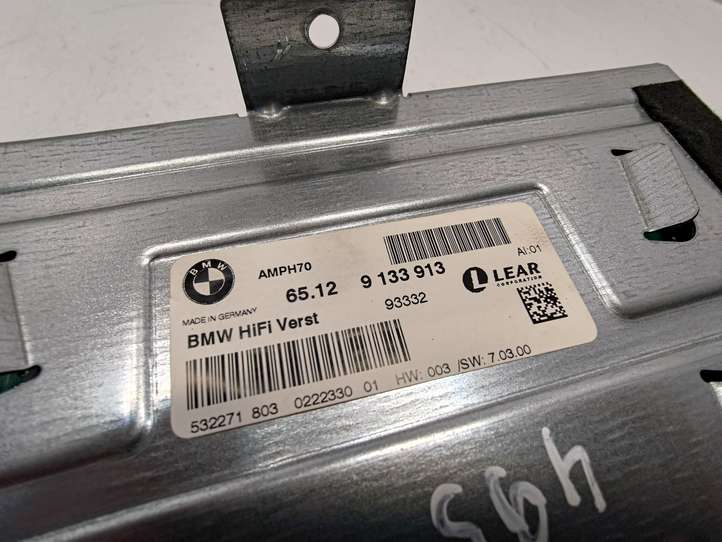 AMPH70
BMW
65.12 9 133 913
AI:01
MADE IN GERMANY
93332
LEAR
CORPORATION
BMW HiFi Verst
532271 803 0222330 01 HW: 003 /SW: 7.03.00
495